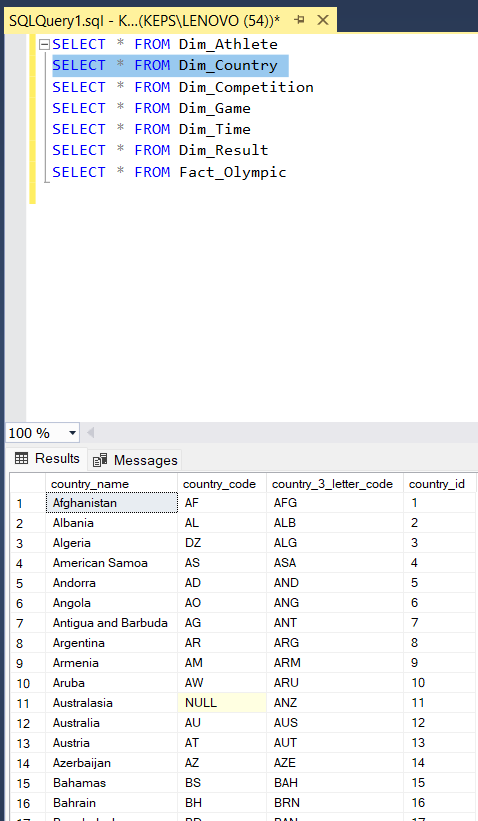 SQLQuery1.sql - K...(KEPS\LENOVO (54))*
SELECT * FROM Dim_Athlete
SELECT * FROM Dim_Country
SELECT * FROM Dim_Competition
SELECT * FROM Dim_Game
SELECT * FROM Dim_Time
SELECT * FROM Dim_Result
SELECT * FROM Fact_Olympic
100 %
Results Messages
country_name country_code country_3_letter_code country_id
1 Afghanistan AF AFG 1
2 Albania AL ALB 2
3 Algeria DZ ALG 3
4 American Samoa AS ASA 4
5 Andorra AD AND 5
6 Angola AO ANG 6
7 Antigua and Barbuda AG ANT 7
8 Argentina AR ARG 8
9 Armenia AM ARM 9
10 Aruba AW ARU 10
11 Australasia NULL ANZ 11
12 Australia AU AUS 12
13 Austria AT AUT 13
14 Azerbaijan AZ AZE 14
15 Bahamas BS BAH 15
16 Bahrain BH BRN 16